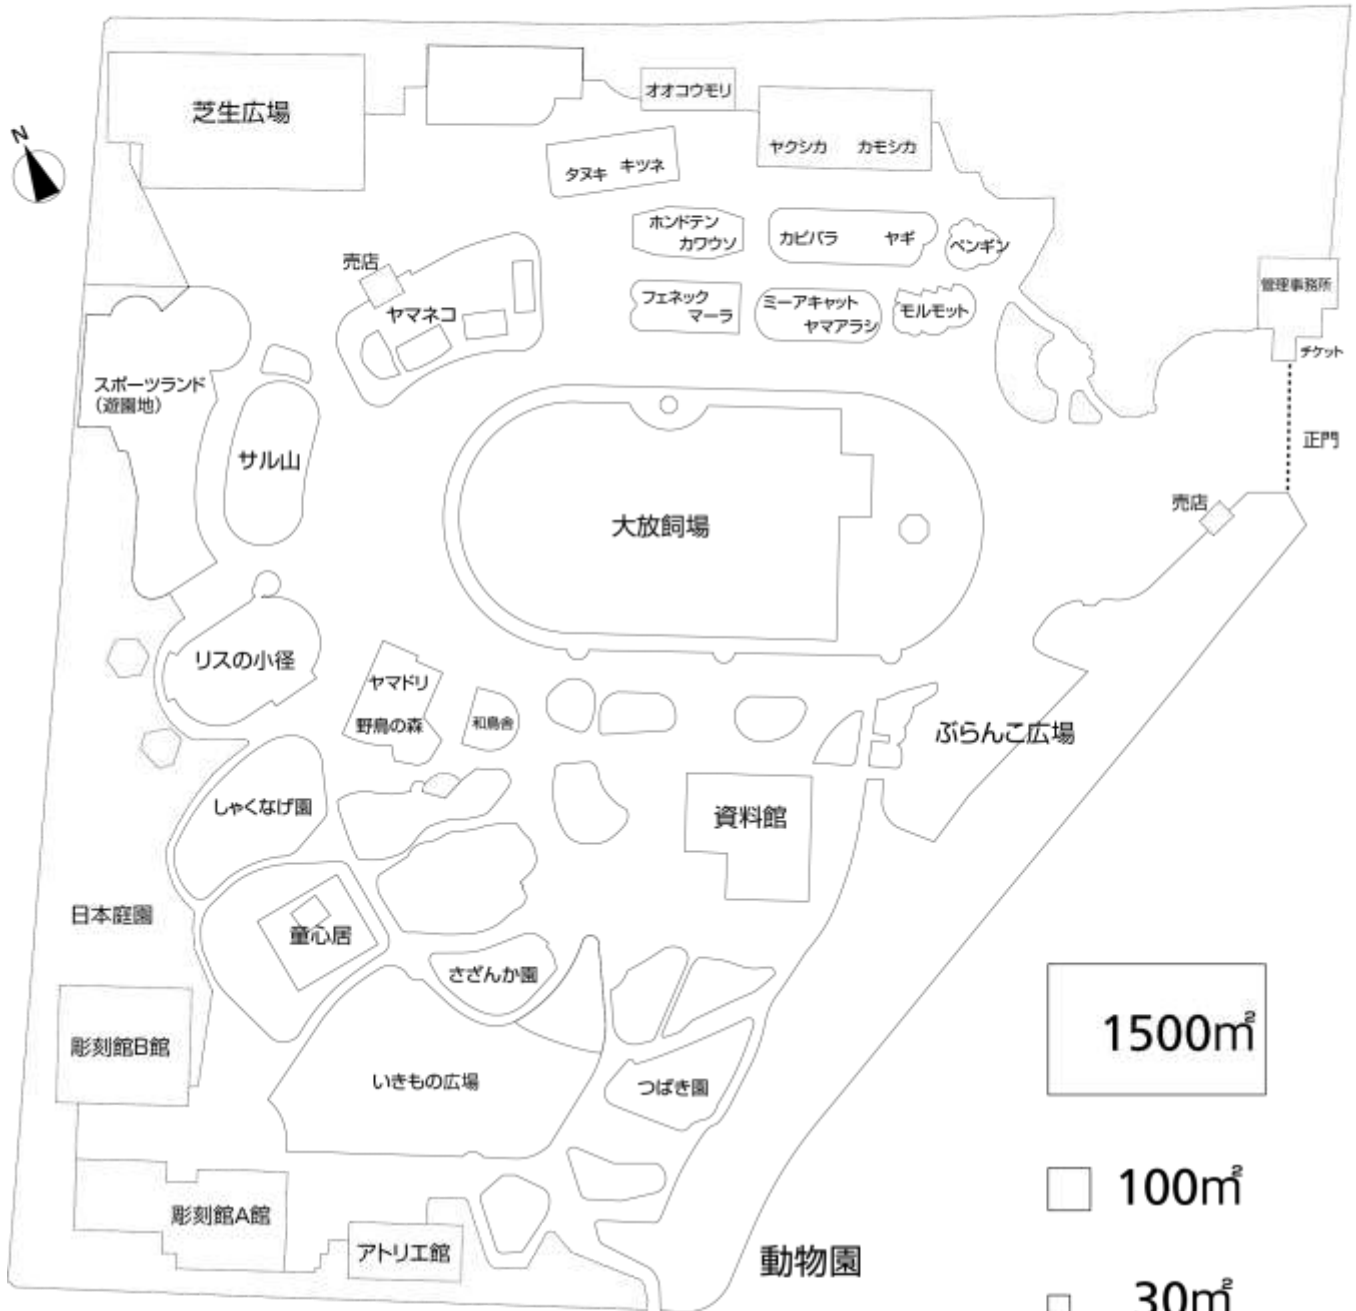 芝生広場
オオコウモリ
ヤクシカ カモシカ
タヌキ キツネ
N
ホンドテン
カワウソ
カピバラ ヤギ
ペンギン
売店
ヤマネコ
フェネック
マーラ
ミーアキャット
ヤマアラシ
モルモット
管理事務所
チケット
スポーツランド
(遊園地)
正門
サル山
大放飼場
売店
リスの小径
ヤマドリ
野鳥の森
和鳥舎
ぶらんこ広場
しゃくなげ園
資料館
日本庭園
童心居
さざんか園
彫刻館B館
いきもの広場
つばき園
1500㎡
100㎡
彫刻館A館
アトリエ館
動物園
30㎡